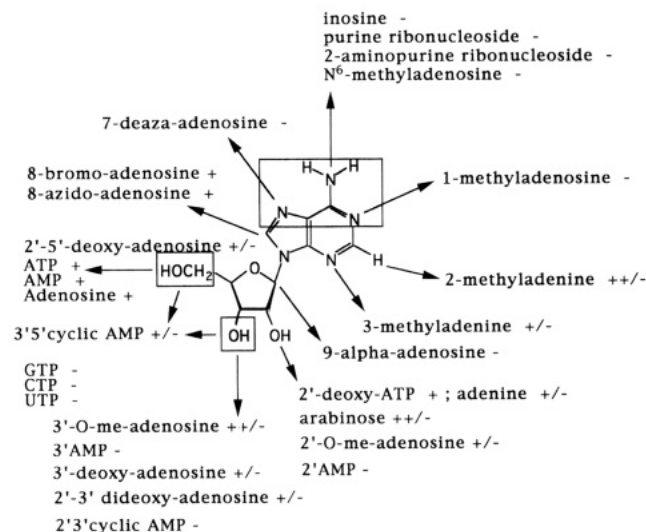 inosine -
purine ribonucleoside -
2-aminopurine ribonucleoside -
N6-methyladenosine -
7-deaza-adenosine -
H H
N
8-bromo-adenosine +
8-azido-adenosine +
1-methyladenosine -
N
N
2'-5'-deoxy-adenosine +/-
ATP +
AMP +
Adenosine +
HOCH2
O
N
N
H
2-methyladenine ++/-
3'5'cyclic AMP +/-
OH
OH
3-methyladenine +/-
9-alpha-adenosine -
GTP -
CTP -
UTP -
2'-deoxy-ATP + ; adenine +/-
arabinose ++/-
2'-O-me-adenosine +/-
2'AMP -
3'-O-me-adenosine ++/-
3'AMP -
3'-deoxy-adenosine +/-
2'-3' dideoxy-adenosine +/-
2'3'cyclic AMP -